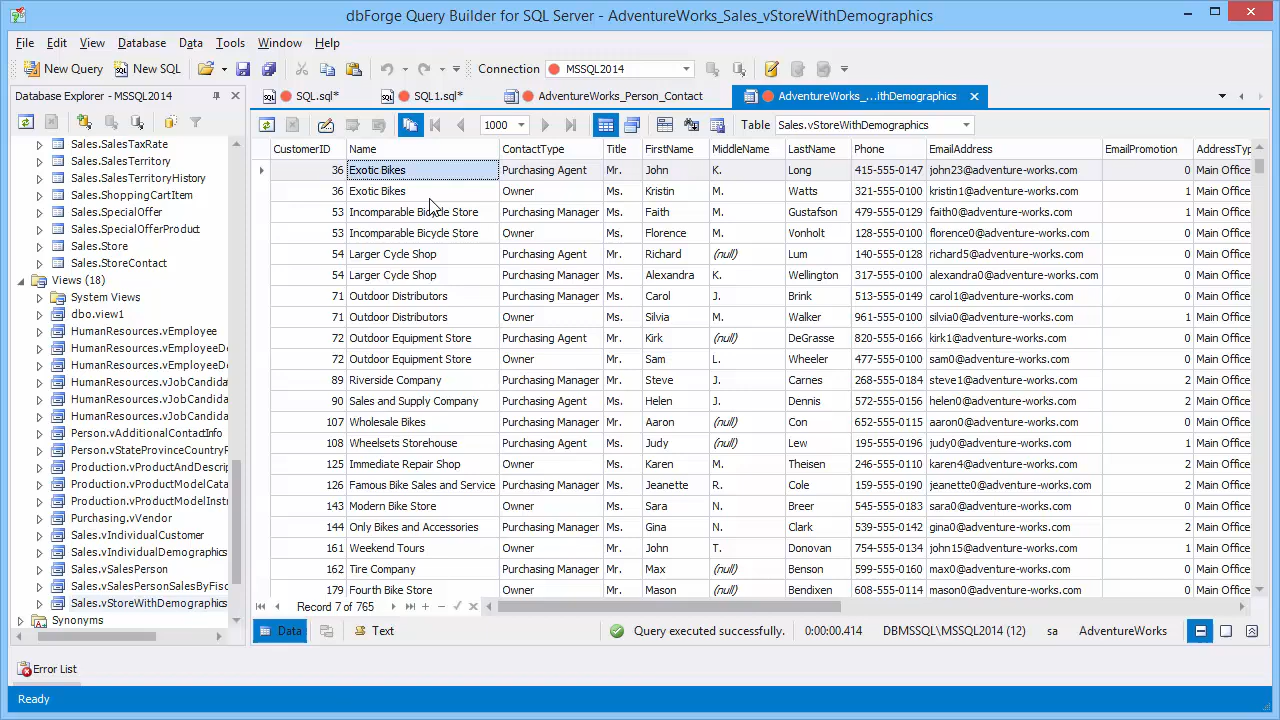 dbForge Query Builder for SQL Server - AdventureWorks_Sales_vStoreWithDemographics
File Edit View Database Data Tools Window Help
New Query New SQL Connection MSSQL2014
Database Explorer - MSSQL2014
SQL.sql* SQL1.sql* AdventureWorks_Person_Contact AdventureWorks_...ithDemographics
1000 Table Sales.vStoreWithDemographics
Sales.SalesTaxRate
Sales.SalesTerritory
Sales.SalesTerritoryHistory
Sales.ShoppingCartItem
Sales.SpecialOffer
Sales.SpecialOfferProduct
Sales.Store
Sales.StoreContact
Views (18)
System Views
dbo.view1
HumanResources.vEmployee
HumanResources.vEmployeeDe
HumanResources.vEmployeeDe
HumanResources.vJobCandida
HumanResources.vJobCandida
HumanResources.vJobCandida
Person.vAdditionalContactInfo
Person.vStateProvinceCountryF
Production.vProductAndDescrip
Production.vProductModelCata
Production.vProductModelInstr
Purchasing.vVendor
Sales.vIndividualCustomer
Sales.vIndividualDemographics
Sales.vSalesPerson
Sales.vSalesPersonSalesByFisc
Sales.vStoreWithDemographics
Synonyms
CustomerID Name ContactType Title FirstName MiddleName LastName Phone EmailAddress EmailPromotion AddressTyp
36 Exotic Bikes Purchasing Agent Mr. John K. Long 415-555-0147 john23@adventure-works.com 0 Main Office
36 Exotic Bikes Owner Ms. Kristin M. Watts 321-555-0100 kristin1@adventure-works.com 1 Main Office
53 Incomparable Bicycle Store Purchasing Manager Ms. Faith M. Gustafson 479-555-0129 faith0@adventure-works.com 1 Main Office
53 Incomparable Bicycle Store Owner Ms. Florence M. Vonholt 128-555-0100 florence0@adventure-works.com 0 Main Office
54 Larger Cycle Shop Purchasing Agent Mr. Richard (null) Lum 140-555-0128 richard5@adventure-works.com 0 Main Office
54 Larger Cycle Shop Purchasing Manager Ms. Alexandra K. Wellington 317-555-0100 alexandra0@adventure-works.com 0 Main Office
71 Outdoor Distributors Purchasing Manager Ms. Carol J. Brink 513-555-0149 carol1@adventure-works.com 0 Main Office
71 Outdoor Distributors Owner Ms. Silvia M. Walker 961-555-0100 silvia0@adventure-works.com 1 Main Office
72 Outdoor Equipment Store Purchasing Agent Mr. Kirk (null) DeGrasse 820-555-0166 kirk1@adventure-works.com 0 Main Office
72 Outdoor Equipment Store Owner Mr. Sam L. Wheeler 477-555-0100 sam0@adventure-works.com 0 Main Office
89 Riverside Company Purchasing Manager Mr. Steve J. Carnes 268-555-0184 steve1@adventure-works.com 2 Main Office
90 Sales and Supply Company Purchasing Manager Ms. Helen J. Dennis 572-555-0156 helen0@adventure-works.com 2 Main Office
107 Wholesale Bikes Purchasing Manager Mr. Aaron (null) Con 652-555-0115 aaron0@adventure-works.com 0 Main Office
108 Wheelsets Storehouse Purchasing Agent Ms. Judy (null) Lew 195-555-0196 judy0@adventure-works.com 1 Main Office
125 Immediate Repair Shop Owner Ms. Karen M. Theisen 246-555-0110 karen4@adventure-works.com 2 Main Office
126 Famous Bike Sales and Service Purchasing Manager Ms. Jeanette R. Cole 159-555-0190 jeanette0@adventure-works.com 2 Main Office
143 Modern Bike Store Owner Ms. Sara N. Breer 545-555-0183 sara0@adventure-works.com 0 Main Office
144 Only Bikes and Accessories Purchasing Manager Ms. Gina N. Clark 539-555-0142 gina0@adventure-works.com 2 Main Office
161 Weekend Tours Owner Mr. John T. Donovan 754-555-0134 john15@adventure-works.com 1 Main Office
162 Tire Company Purchasing Manager Mr. Max (null) Benson 599-555-0160 max0@adventure-works.com 0 Main Office
179 Fourth Bike Store Owner Mr. Mason (null) Bendixen 608-555-0114 mason0@adventure-works.com 0 Main Office
Record 7 of 765
Data Text Query executed successfully. 0:00:00.414 DBMSSQL\MSSQL2014 (12) sa AdventureWorks
Error List
Ready